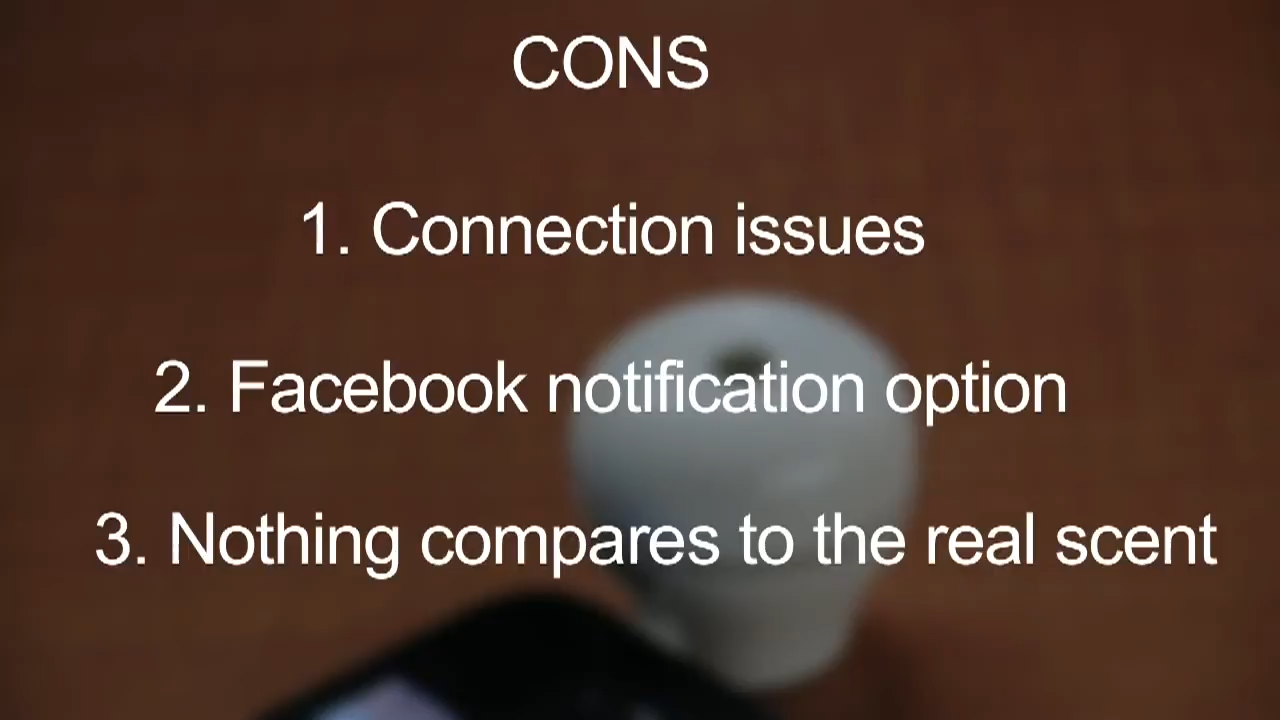 CONS
1. Connection issues
2. Facebook notification option
3. Nothing compares to the real scent